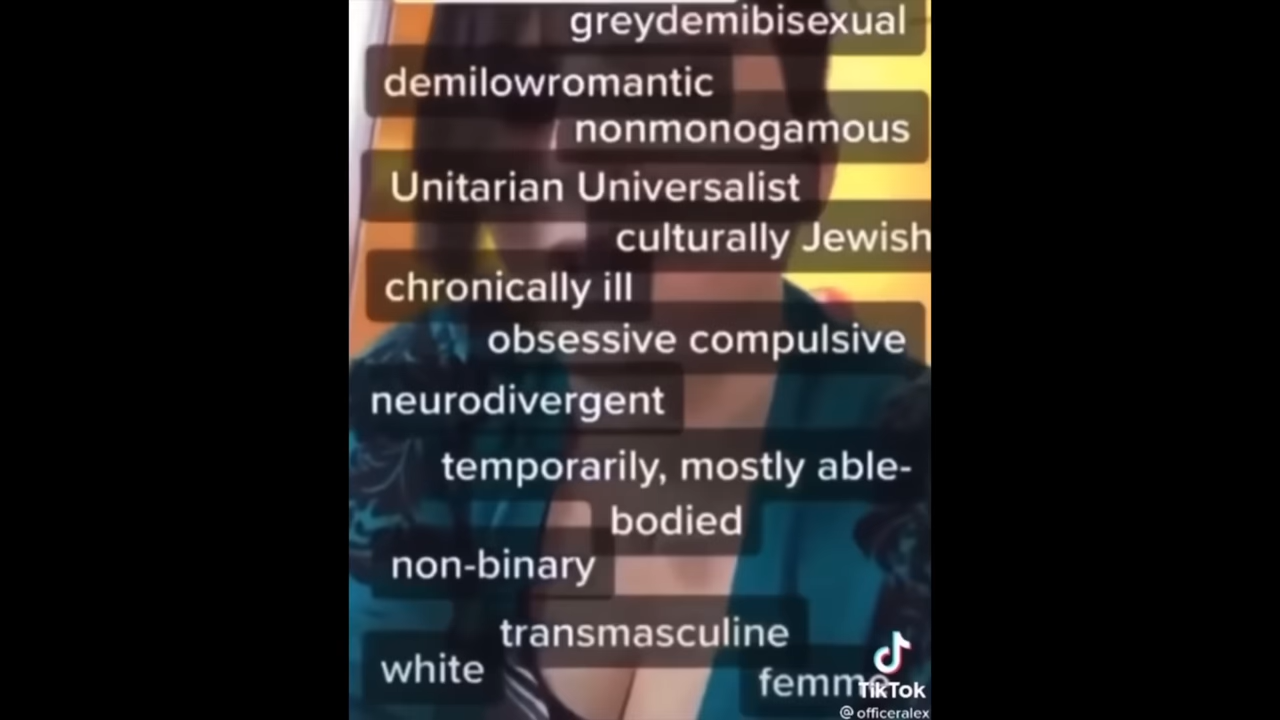 greydemibisexual
demilowromantic
nonmonogamous
Unitarian Universalist
culturally Jewish
chronically ill
obsessive compulsive
neurodivergent
temporarily, mostly able-
bodied
non-binary
transmasculine
white
femme
TikTok
@officeralex